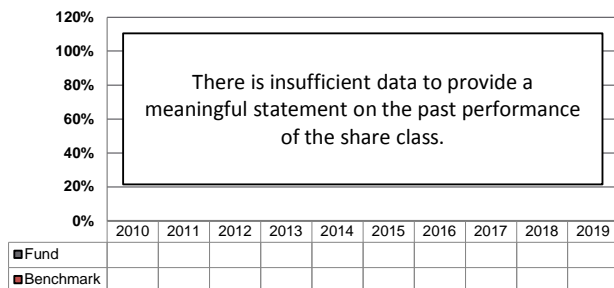 120%
100%
80%
60%
40%
20%
0%
There is insufficient data to provide a
meaningful statement on the past performance
of the share class.
2010 2011 2012 2013 2014 2015 2016 2017 2018 2019
Fund
Benchmark